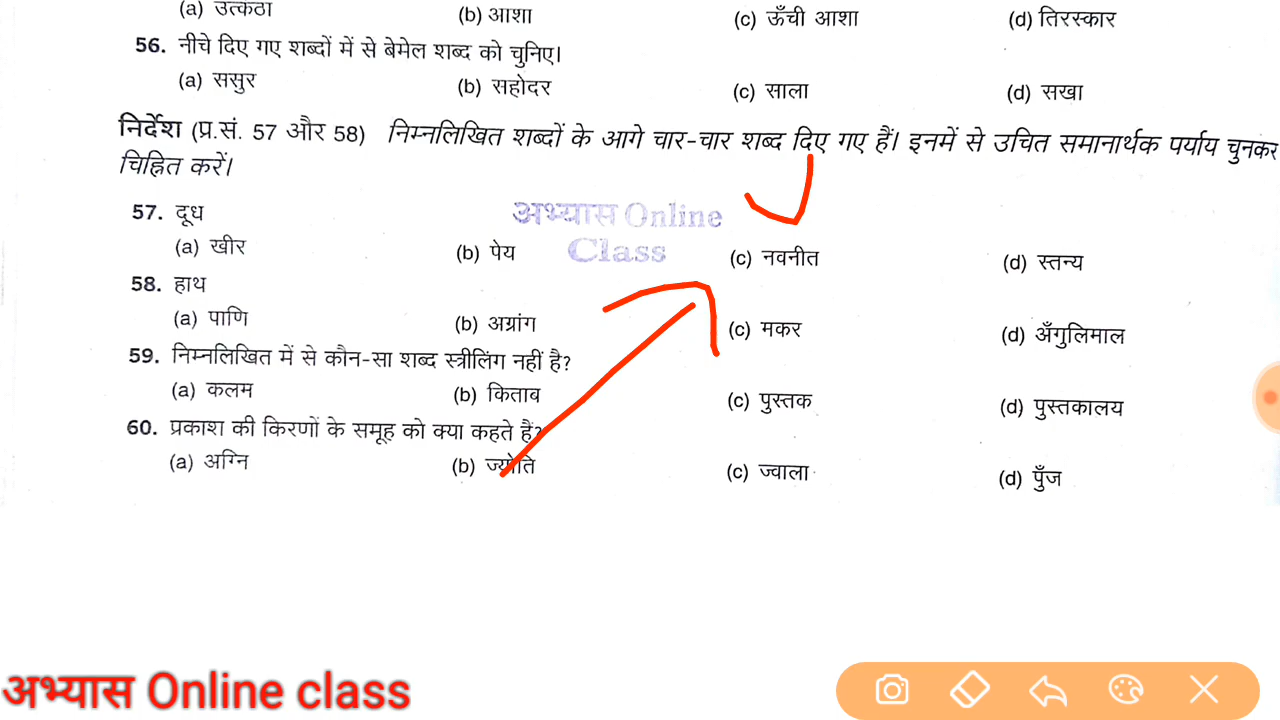 (a) उत्कंठा (b) आशा (c) ऊँची आशा (d) तिरस्कार
56. नीचे दिए गए शब्दों में से बेमेल शब्द को चुनिए।
(a) ससुर (b) सहोदर (c) साला (d) सखा
निर्देश (प्र.सं. 57 और 58) निम्नलिखित शब्दों के आगे चार-चार शब्द दिए गए हैं। इनमें से उचित समानार्थक पर्याय चुनकर
चिह्नित करें।
57. दूध
अभ्यास Online
Class
(a) खीर (b) पेय (c) नवनीत (d) स्तन्य
58. हाथ
(a) पाणि (b) अग्रांग (c) मकर (d) अँगुलिमाल
59. निम्नलिखित में से कौन-सा शब्द स्त्रीलिंग नहीं है?
(a) कलम (b) किताब (c) पुस्तक (d) पुस्तकालय
60. प्रकाश की किरणों के समूह को क्या कहते हैं?
(a) अग्नि (b) ज्योति (c) ज्वाला (d) पुँज
अभ्यास Online class